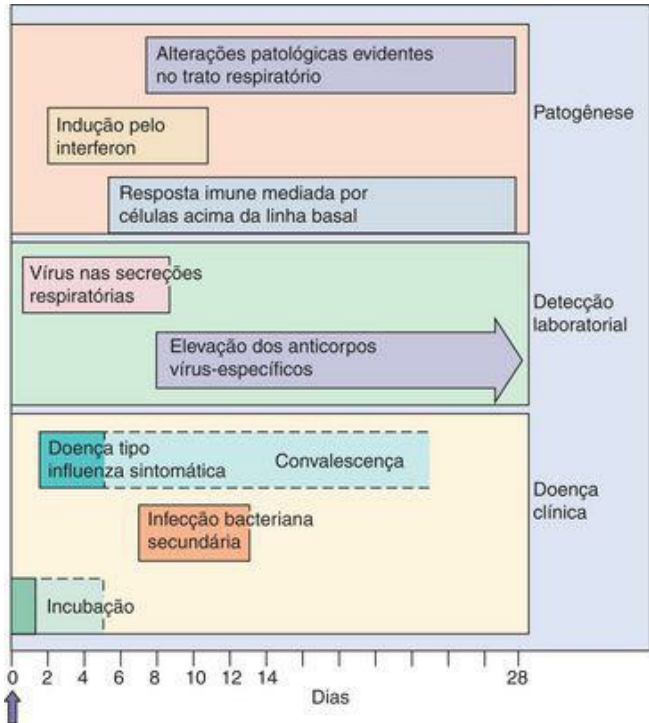 Alterações patológicas evidentes
no trato respiratório
Patogênese
Indução pelo
interferon
Resposta imune mediada por
células acima da linha basal
Vírus nas secreções
respiratórias
Detecção
laboratorial
Elevação dos anticorpos
vírus-específicos
Doença tipo
influenza sintomática
Convalescença
Doença
clínica
Infecção bacteriana
secundária
Incubação
0 2 4 6 8 10 12 14 28
Dias